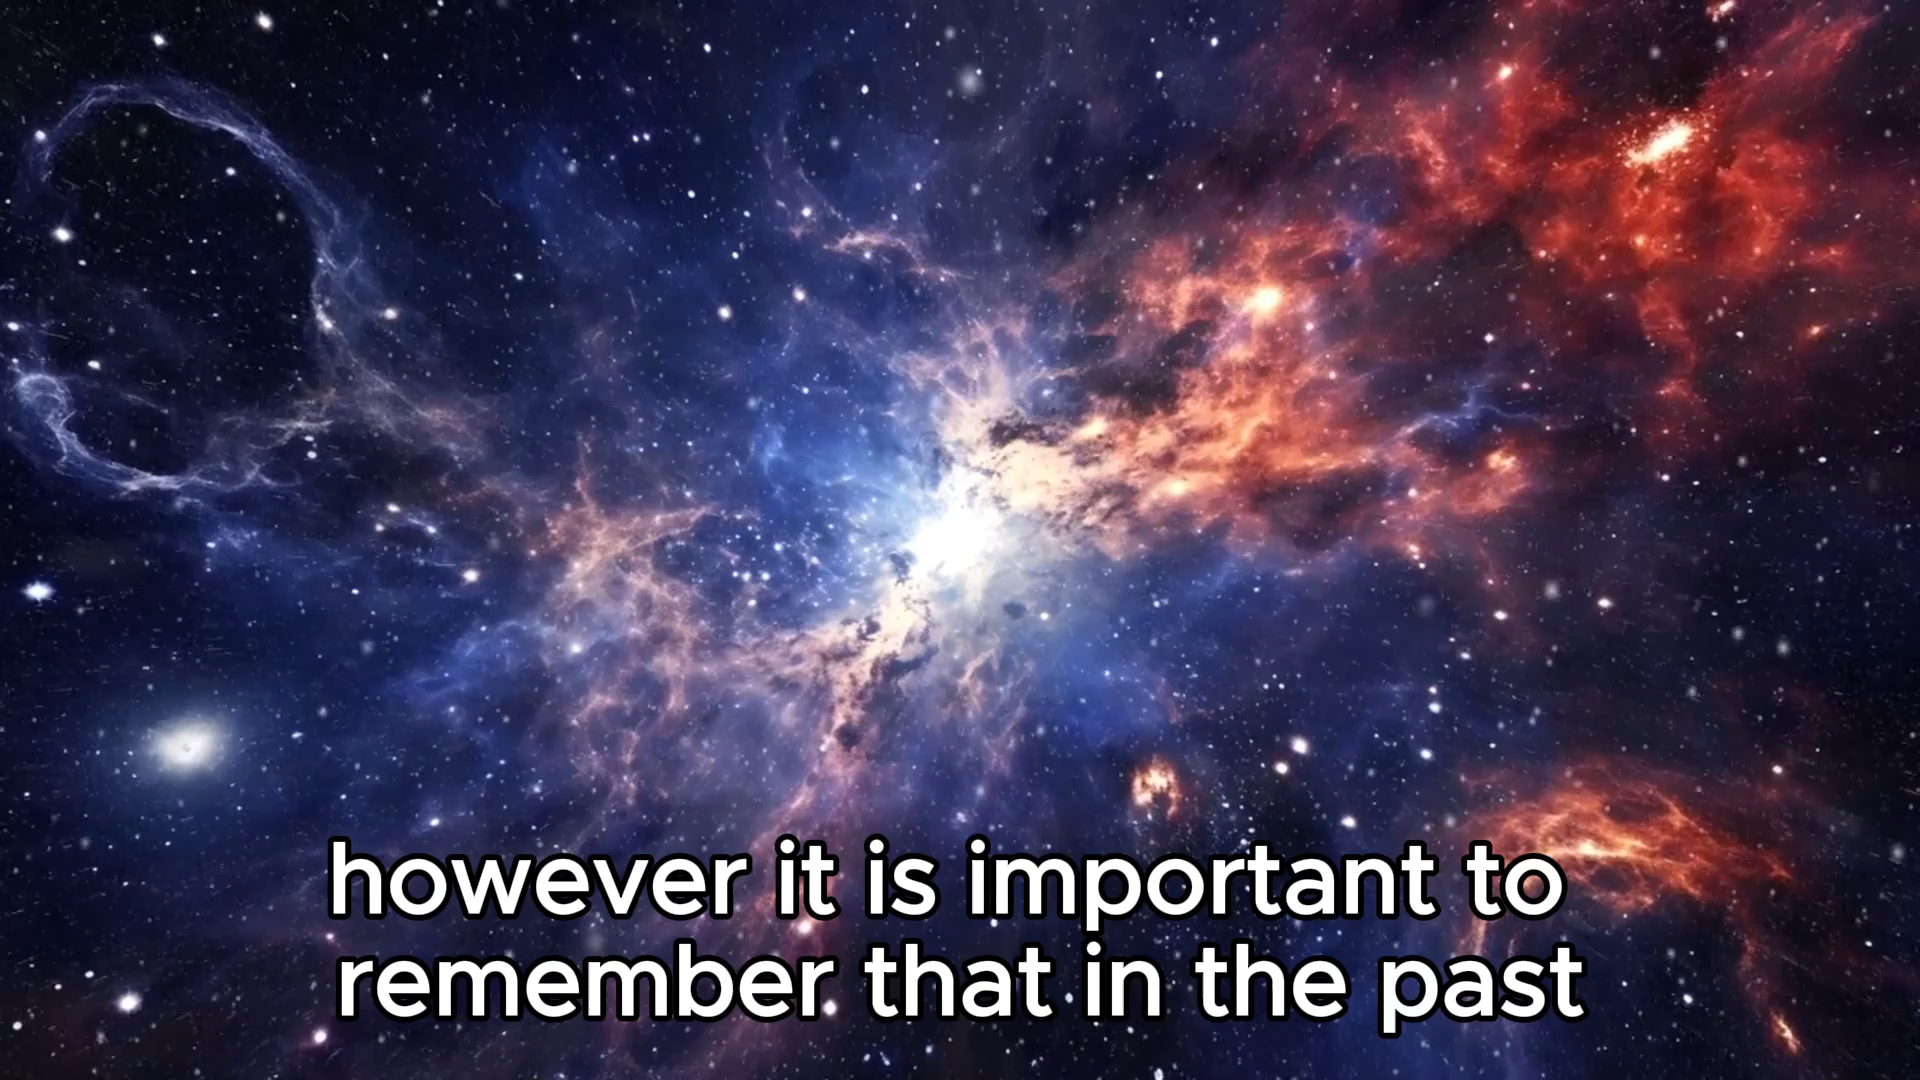 however it is important to
remember that in the past